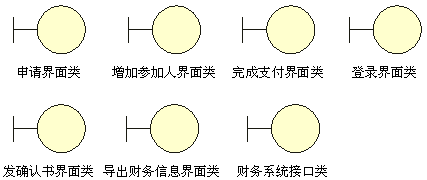 申请界面类 增加参加人界面类 完成支付界面类 登录界面类
发确认书界面类 导出财务信息界面类 财务系统接口类